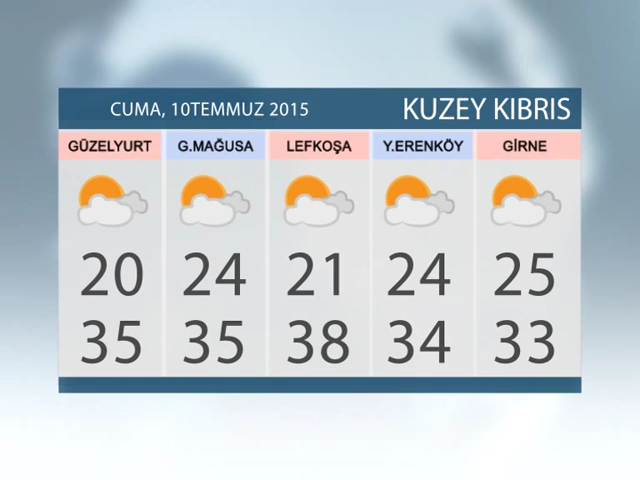 CUMA, 10TEMMUZ 2015 KUZEY KIBRIS
GÜZELYURT G.MAĞUSA LEFKOŞA Y.ERENKÖY GİRNE
20 24 21 24 25
35 35 38 34 33